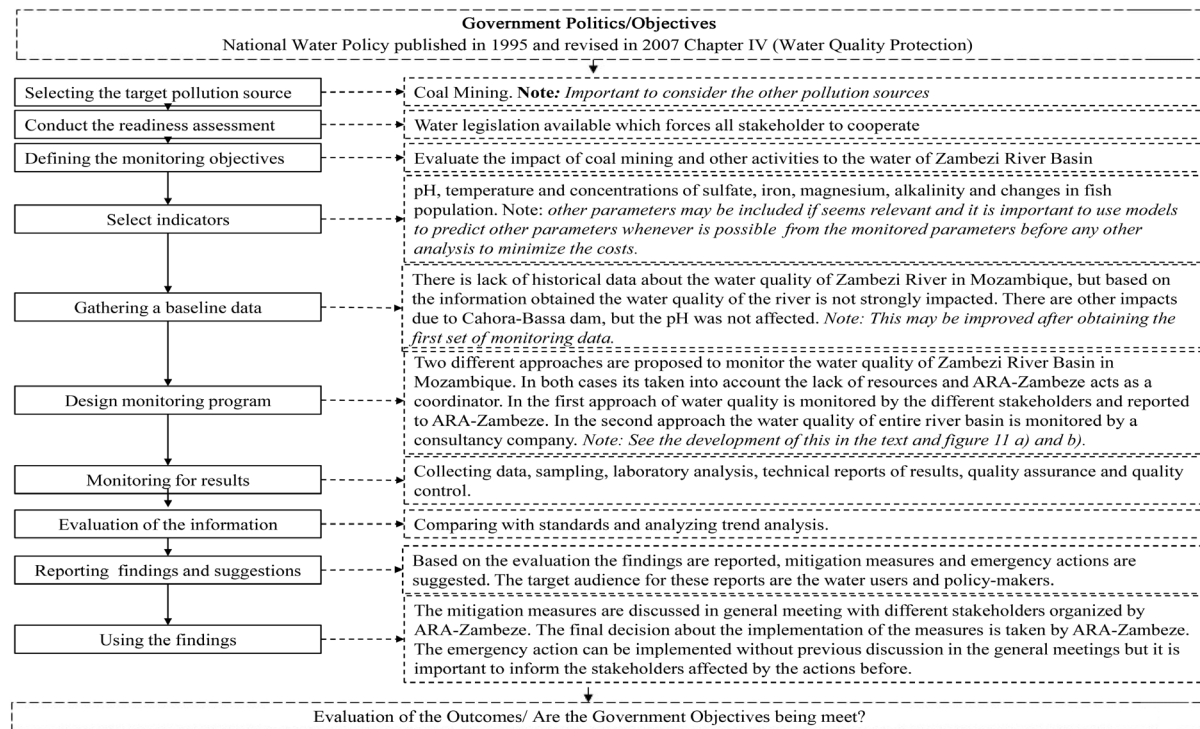 Government Politics/Objectives
National Water Policy published in 1995 and revised in 2007 Chapter IV (Water Quality Protection)
Selecting the target pollution source
Coal Mining. Note: Important to consider the other pollution sources
Conduct the readiness assessment
Water legislation available which forces all stakeholder to cooperate
Defining the monitoring objectives
Evaluate the impact of coal mining and other activities to the water of Zambezi River Basin
Select indicators
pH, temperature and concentrations of sulfate, iron, magnesium, alkalinity and changes in fish
population. Note: other parameters may be included if seems relevant and it is important to use models
to predict other parameters whenever is possible from the monitored parameters before any other
analysis to minimize the costs.
Gathering a baseline data
There is lack of historical data about the water quality of Zambezi River in Mozambique, but based on
the information obtained the water quality of the river is not strongly impacted. There are other impacts
due to Cahora-Bassa dam, but the pH was not affected. Note: This may be improved after obtaining the
first set of monitoring data.
Design monitoring program
Two different approaches are proposed to monitor the water quality of Zambezi River Basin in
Mozambique. In both cases its taken into account the lack of resources and ARA-Zambeze acts as a
coordinator. In the first approach of water quality is monitored by the different stakeholders and reported
to ARA-Zambeze. In the second approach the water quality of entire river basin is monitored by a
consultancy company. Note: See the development of this in the text and figure 11 a) and b).
Monitoring for results
Collecting data, sampling, laboratory analysis, technical reports of results, quality assurance and quality
control.
Evaluation of the information
Comparing with standards and analyzing trend analysis.
Reporting findings and suggestions
Based on the evaluation the findings are reported, mitigation measures and emergency actions are
suggested. The target audience for these reports are the water users and policy-makers.
Using the findings
The mitigation measures are discussed in general meeting with different stakeholders organized by
ARA-Zambeze. The final decision about the implementation of the measures is taken by ARA-Zambeze.
The emergency action can be implemented without previous discussion in the general meetings but it is
important to inform the stakeholders affected by the actions before.
Evaluation of the Outcomes/ Are the Government Objectives being meet?